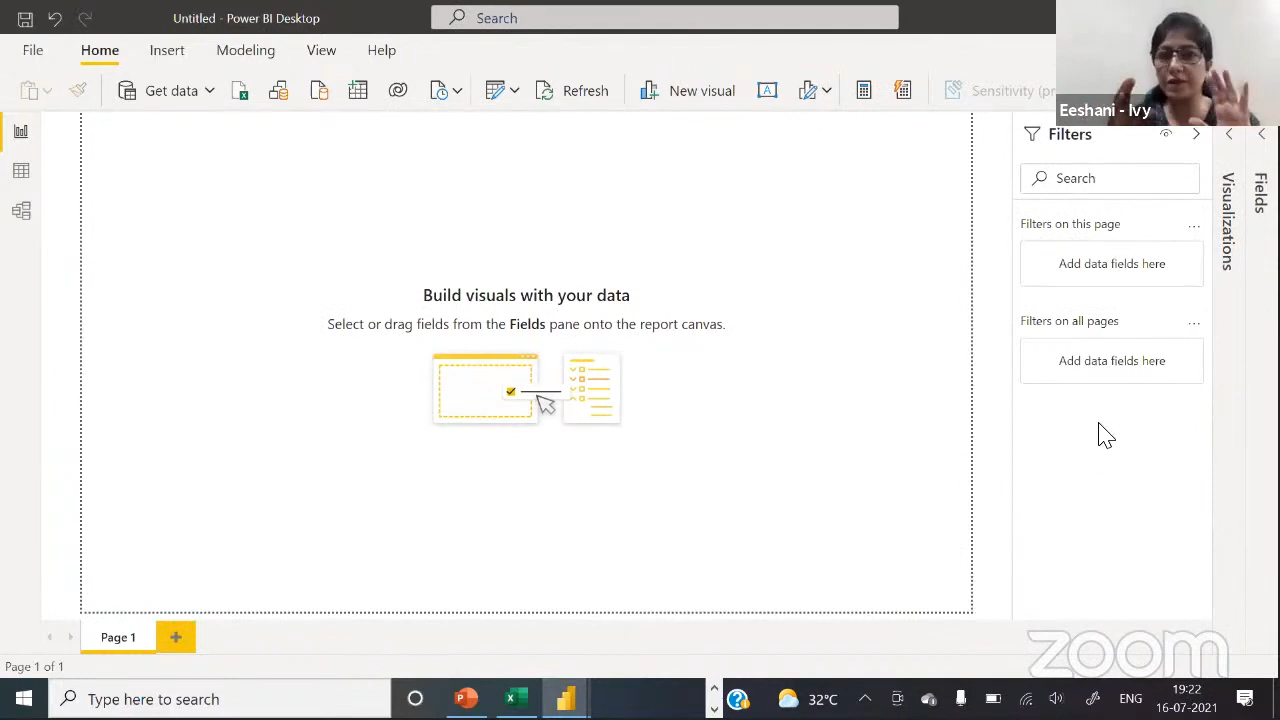 Untitled - Power BI Desktop
Search
File
Home
Insert
Modeling
View
Help
Get data
Refresh
New visual
Sensitivity (pr
Eeshani - Ivy
Filters
Search
Filters on this page
...
Add data fields here
Filters on all pages
...
Add data fields here
Visualizations
Fields
Build visuals with your data
Select or drag fields from the Fields pane onto the report canvas.
Page 1
Page 1 of 1
zoom
Type here to search
32°C
ENG
19:22
16-07-2021